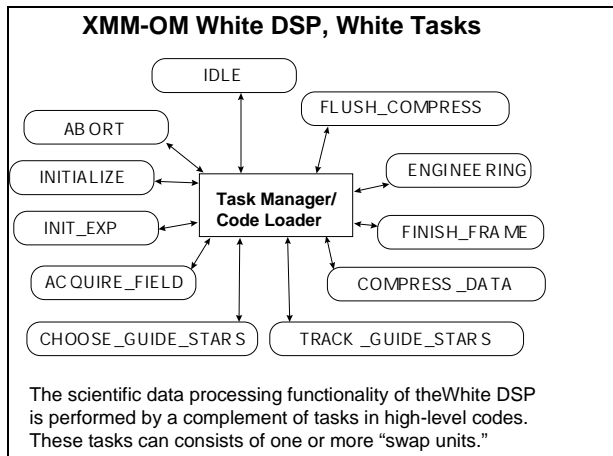 XMM-OM White DSP, White Tasks
IDLE
FLUSH_COMPRESS
ABORT
ENGINEERING
INITIALIZE
Task Manager/
Code Loader
INIT_EXP
FINISH_FRAME
ACQUIRE_FIELD
COMPRESS_DATA
CHOOSE_GUIDE_STARS
TRACK_GUIDE_STARS
The scientific data processing functionality of theWhite DSP
is performed by a complement of tasks in high-level codes.
These tasks can consists of one or more “swap units.”